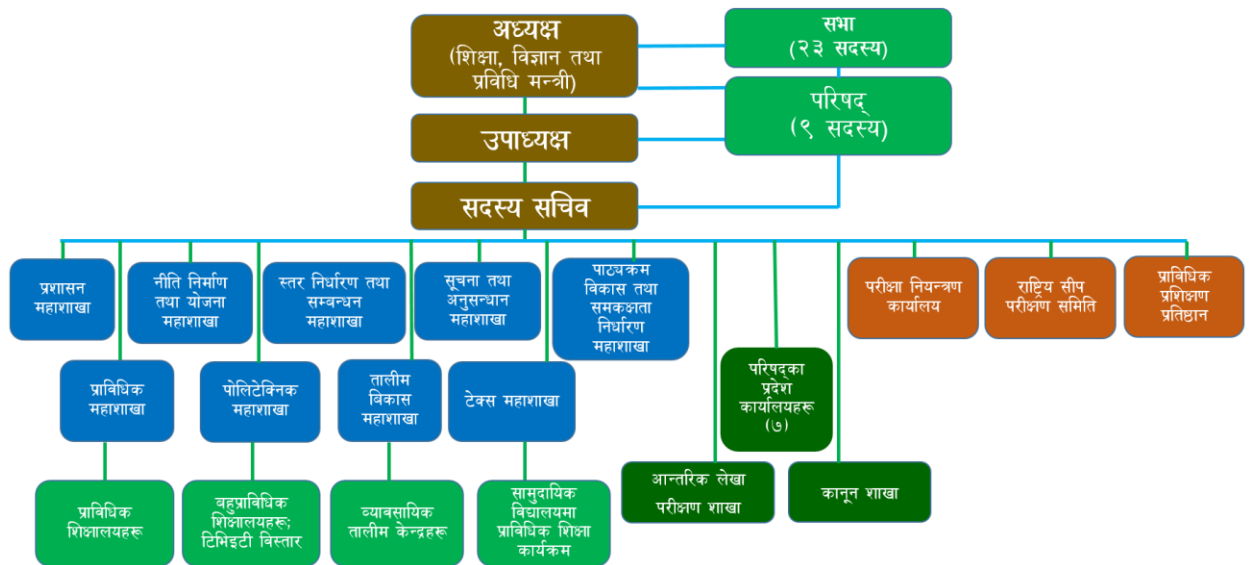 अध्यक्ष
(शिक्षा, विज्ञान तथा
प्रविधि मन्त्री)
सभा
(२३ सदस्य)
परिषद्
(९ सदस्य)
उपाध्यक्ष
सदस्य सचिव
प्रशासन
महाशाखा
नीति निर्माण
तथा योजना
महाशाखा
स्तर निर्धारण तथा
सम्बन्धन
महाशाखा
सूचना तथा
अनुसन्धान
महाशाखा
पाठ्यक्रम
विकास तथा
समकक्षता
निर्धारण
महाशाखा
परीक्षा नियन्त्रण
कार्यालय
राष्ट्रिय सीप
परीक्षण समिति
प्राविधिक
प्रशिक्षण
प्रतिष्ठान
प्राविधिक
महाशाखा
पोलिटेक्निक
महाशाखा
तालीम
विकास
महाशाखा
टेक्स महाशाखा
परिषद्का
प्रदेश
कार्यालयहरू
(७)
प्राविधिक
शिक्षालयहरू
बहुप्राविधिक
शिक्षालयहरू;
टिभिइटी विस्तार
व्यावसायिक
तालीम केन्द्रहरू
सामुदायिक
विद्यालयमा
प्राविधिक शिक्षा
कार्यक्रम
आन्तरिक लेखा
परीक्षण शाखा
कानून शाखा